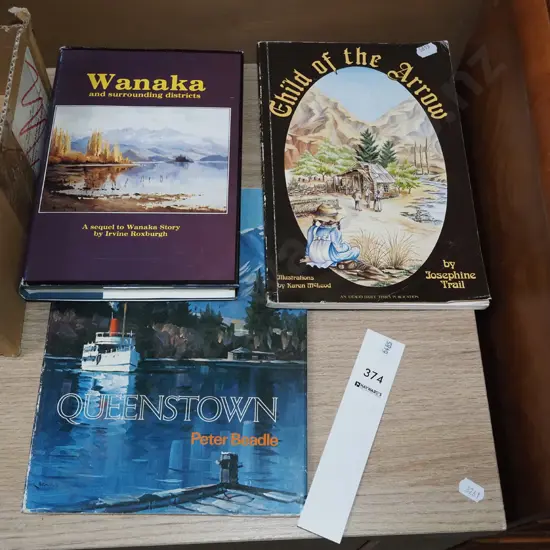 Wanaka
and surrounding districts
A sequel to Wanaka Story
by Irvine Roxburgh
Child of the Arrow
Illustrations
by Karen McLeod
by
Josephine
Trail
QUEENSTOWN
Peter Beadle
374
HAYWARD'S